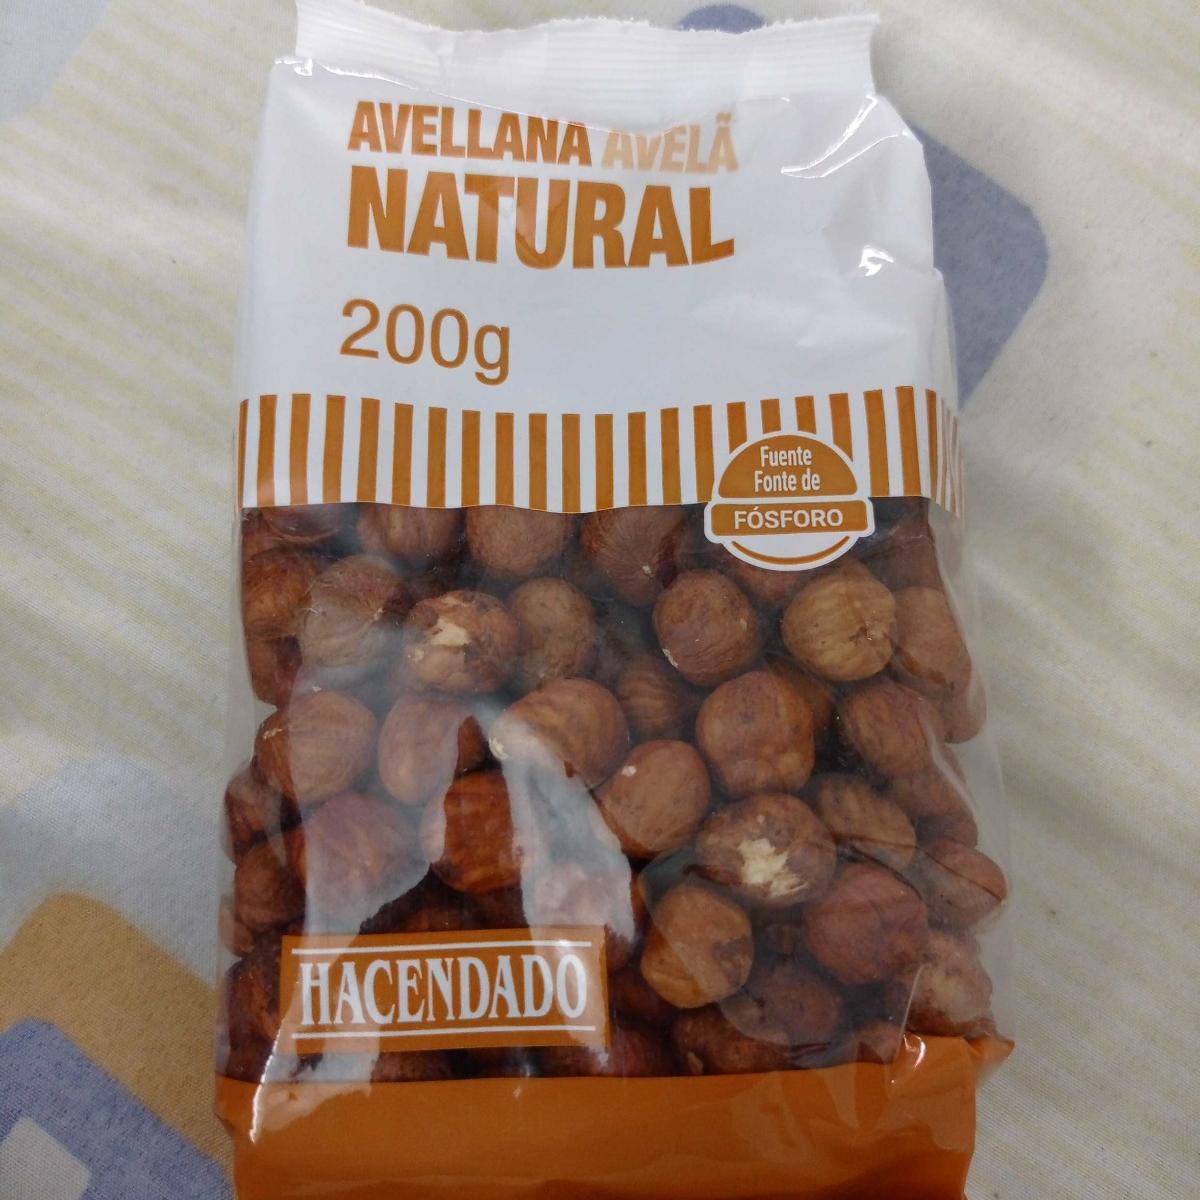 AVELLANA AVELÃ
NATURAL
200g
Fuente
Fonte de
FÓSFORO
HACENDADO